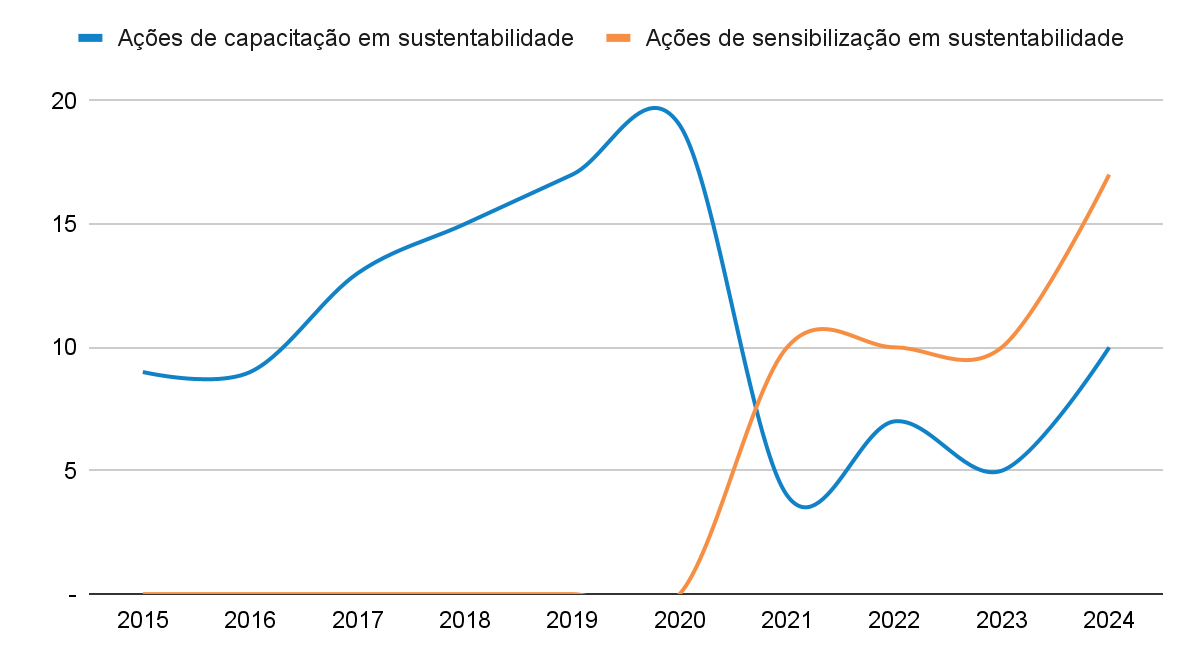 Ações de capacitação em sustentabilidade Ações de sensibilização em sustentabilidade
20
15
10
5
-
2015 2016 2017 2018 2019 2020 2021 2022 2023 2024